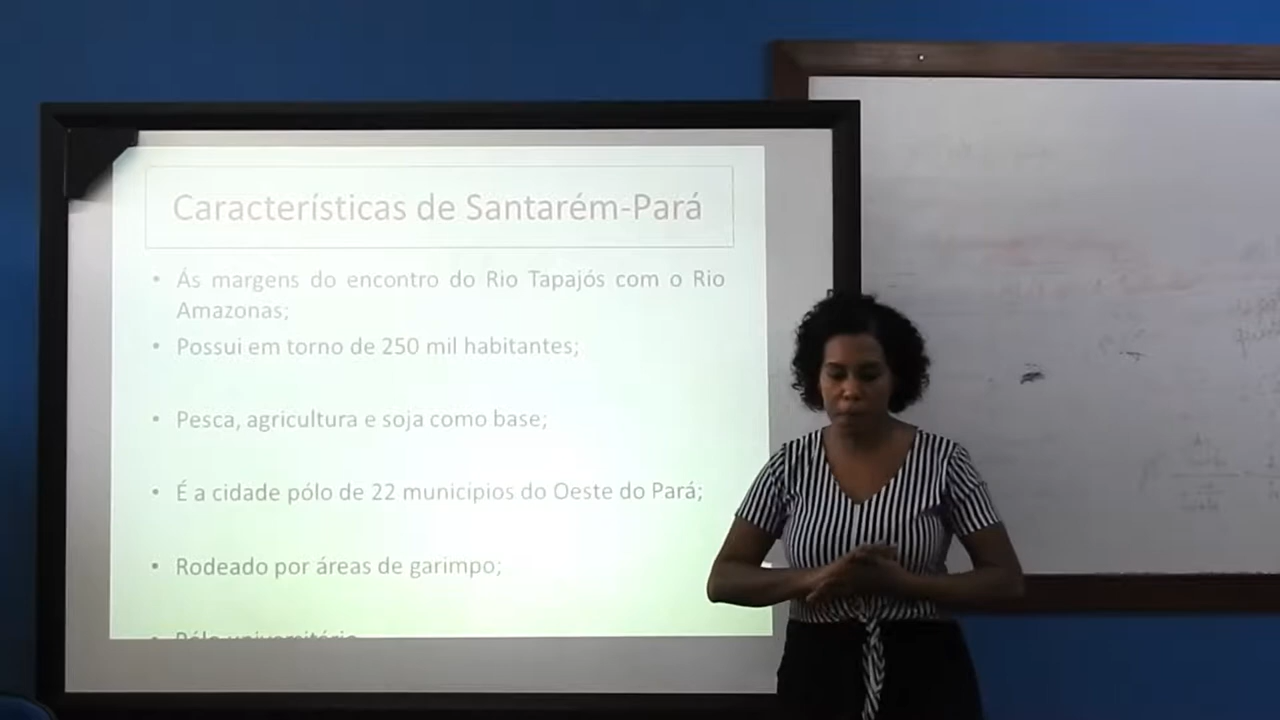 Características de Santarém-Pará
• Ás margens do encontro do Rio Tapajós com o Rio
Amazonas;
• Possui em torno de 250 mil habitantes;
• Pesca, agricultura e soja como base;
• É a cidade pólo de 22 municípios do Oeste do Pará;
• Rodeado por áreas de garimpo;
• Pólo universitário